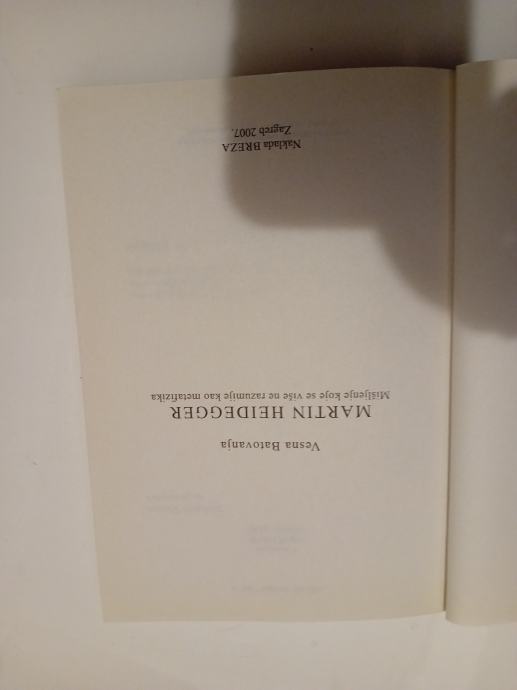 Vesna Batovanja
MARTIN HEIDEGGER
Mišljenje koje se više ne razumije kao metafizika
Naklada BREZA
Zagreb 2007.